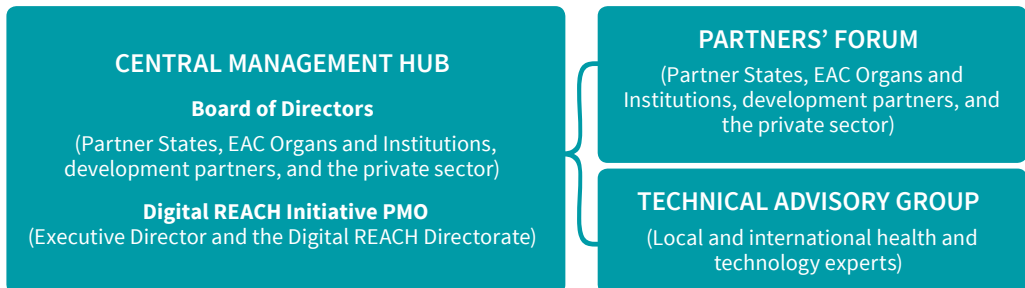 CENTRAL MANAGEMENT HUB
Board of Directors
(Partner States, EAC Organs and Institutions,
development partners, and the private sector)
Digital REACH Initiative PMO
(Executive Director and the Digital REACH Directorate)
PARTNERS’ FORUM
(Partner States, EAC Organs and
Institutions, development partners, and
the private sector)
TECHNICAL ADVISORY GROUP
(Local and international health and
technology experts)